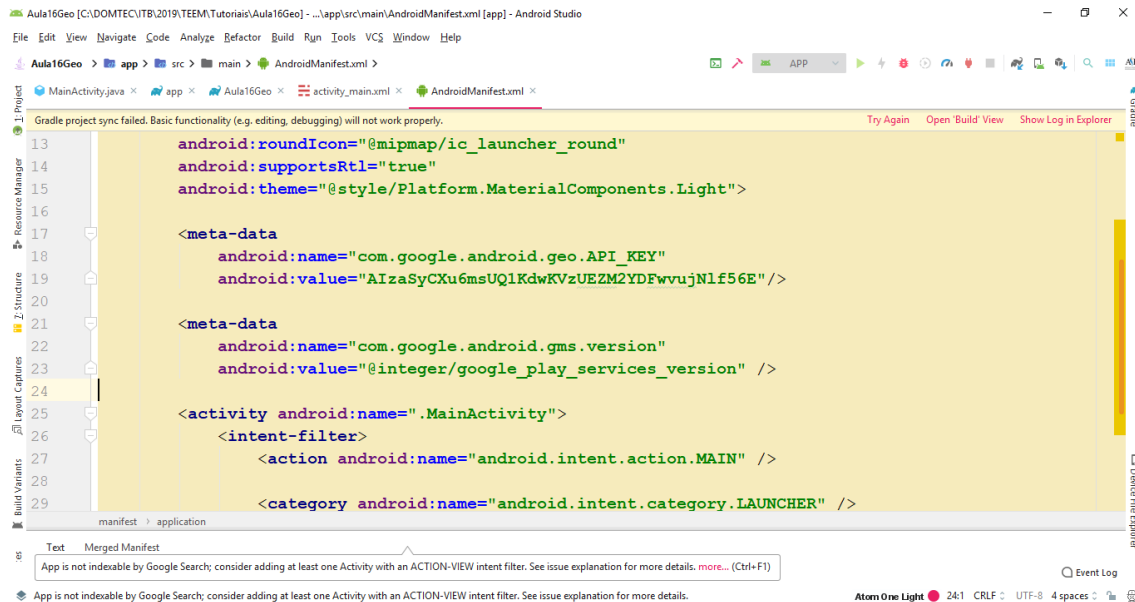 Aula16Geo [C:\DOMTEC\ITB\2019\TEEM\Tutoriais\Aula16Geo] - ...\app\src\main\AndroidManifest.xml [app] - Android Studio
File Edit View Navigate Code Analyze Refactor Build Run Tools VCS Window Help
Aula16Geo app src main AndroidManifest.xml APP
MainActivity.java app Aula16Geo activity_main.xml AndroidManifest.xml
Gradle project sync failed. Basic functionality (e.g. editing, debugging) will not work properly. Try Again Open 'Build' View Show Log in Explorer
1: Project
Resource Manager
7: Structure
Layout Captures
Build Variants
Gradle
Device File Explorer
13 android:roundIcon="@mipmap/ic_launcher_round"
14 android:supportsRtl="true"
15 android:theme="@style/Platform.MaterialComponents.Light">
16
17 <meta-data
18 android:name="com.google.android.geo.API_KEY"
19 android:value="AIzaSyCXu6msUQ1KdwKVzUEZM2YDFwvujNlf56E"/>
20
21 <meta-data
22 android:name="com.google.android.gms.version"
23 android:value="@integer/google_play_services_version" />
24
25 <activity android:name=".MainActivity">
26 <intent-filter>
27 <action android:name="android.intent.action.MAIN" />
28
29 <category android:name="android.intent.category.LAUNCHER" />
manifest application
Text Merged Manifest
App is not indexable by Google Search; consider adding at least one Activity with an ACTION-VIEW intent filter. See issue explanation for more details. more... (Ctrl+F1)
Event Log
App is not indexable by Google Search; consider adding at least one Activity with an ACTION-VIEW intent filter. See issue explanation for more details. Atom One Light 24:1 CRLF UTF-8 4 spaces